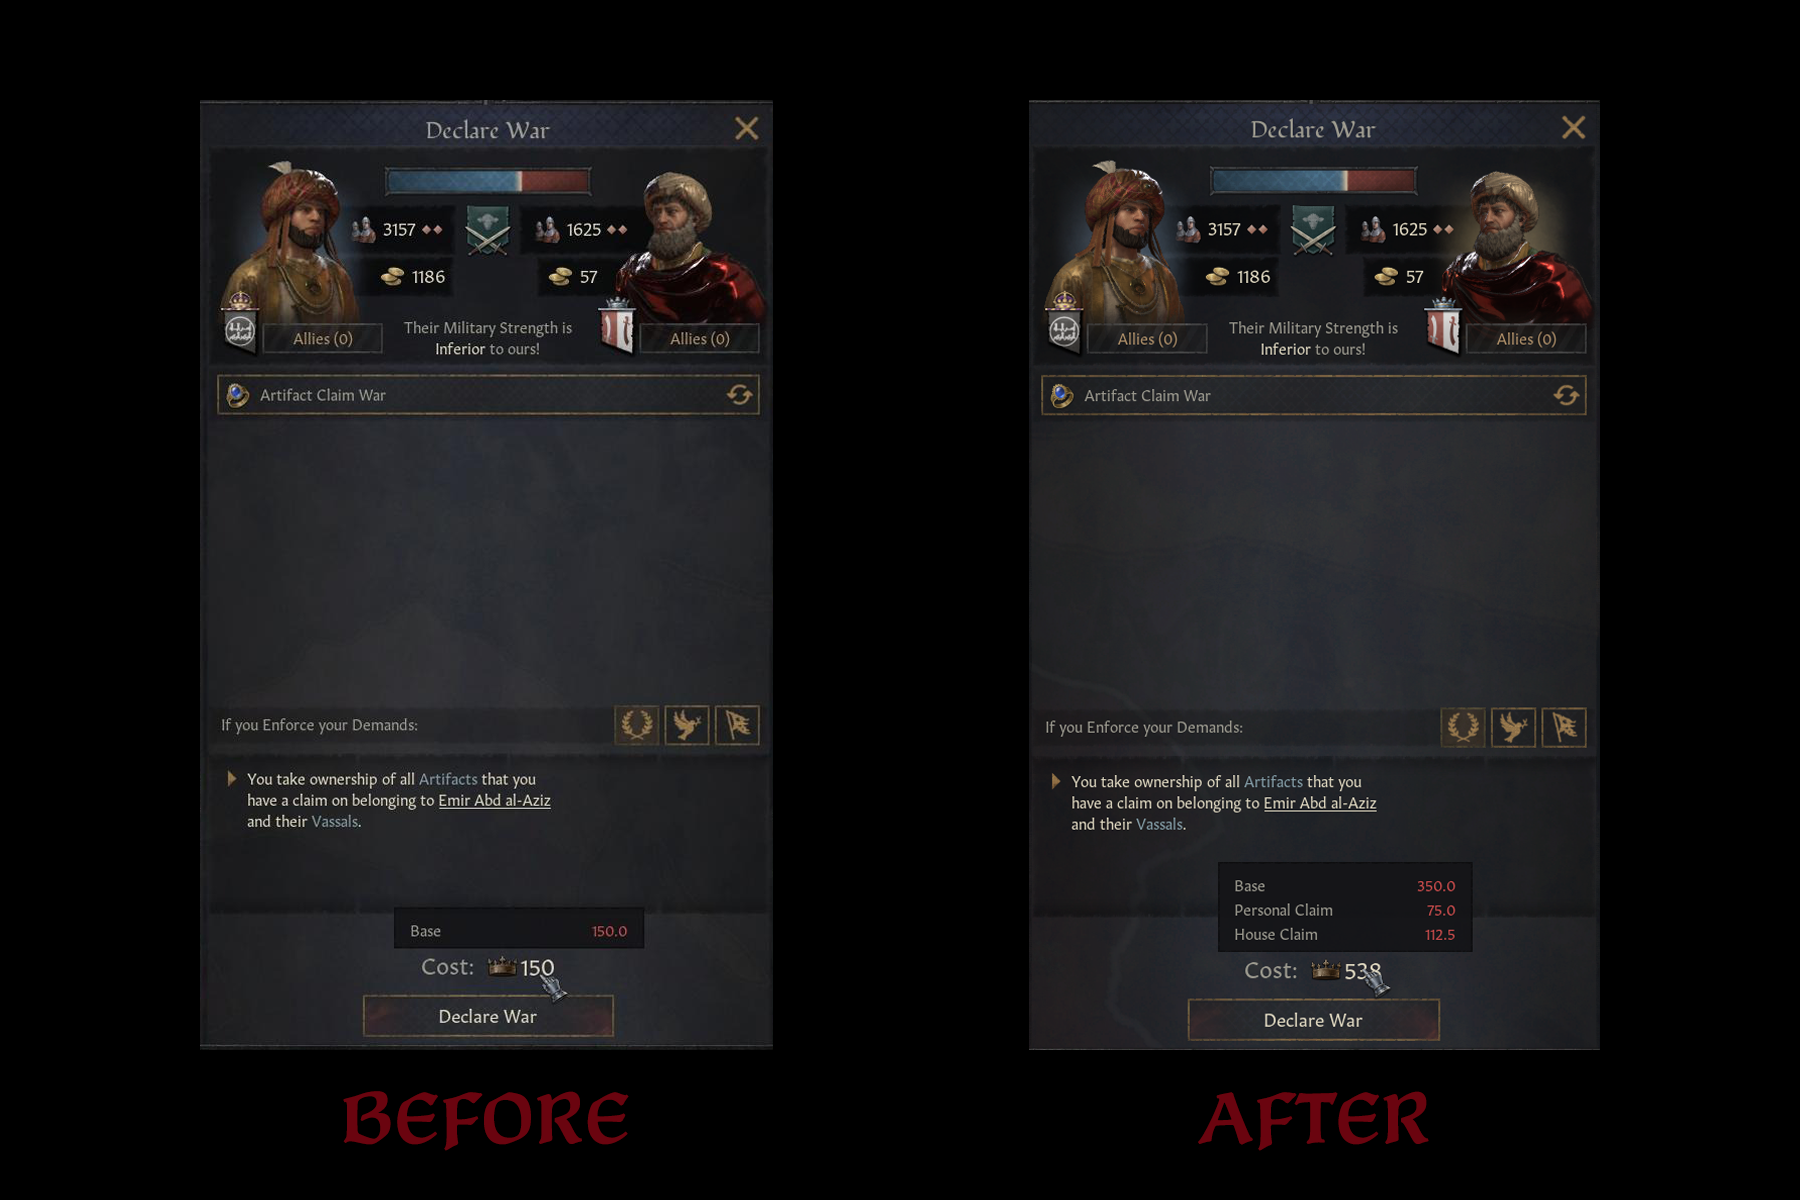 Declare War
3157
1625
1186
57
Allies (0)
Their Military Strength is
Inferior to ours!
Allies (0)
Artifact Claim War
If you Enforce your Demands:
You take ownership of all Artifacts that you
have a claim on belonging to Emir Abd al-Aziz
and their Vassals.
Base 150.0
Cost: 150
Declare War
BEFORE
Declare War
3157
1625
1186
57
Allies (0)
Their Military Strength is
Inferior to ours!
Allies (0)
Artifact Claim War
If you Enforce your Demands:
You take ownership of all Artifacts that you
have a claim on belonging to Emir Abd al-Aziz
and their Vassals.
Base 350.0
Personal Claim 75.0
House Claim 112.5
Cost: 538
Declare War
AFTER